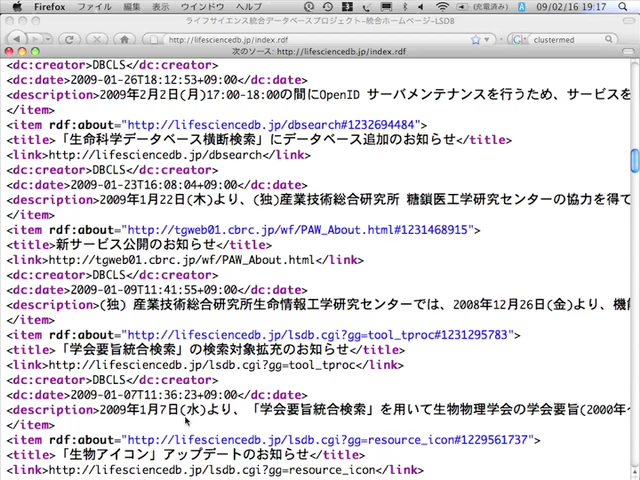 Firefox ファイル 編集 表示 ウインドウ ヘルプ (充電済み) 09/02/16 19:17
ライフサイエンス統合データベースプロジェクト-統合ホームページ-LSDB
http://lifesciencedb.jp/index.rdf clustermed
次のソース: http://lifesciencedb.jp/index.rdf
<dc:creator>DBCLS</dc:creator>
<dc:date>2009-01-26T18:12:53+09:00</dc:date>
<description>2009年2月2日(月)17:00-18:00の間にOpenID サーバメンテナンスを行うため、サービスを
</item>
<item rdf:about="http://lifesciencedb.jp/dbsearch#1232694484">
<title>「生命科学データベース横断検索」にデータベース追加のお知らせ</title>
<link>http://lifesciencedb.jp/dbsearch</link>
<dc:creator>DBCLS</dc:creator>
<dc:date>2009-01-23T16:08:04+09:00</dc:date>
<description>2009年1月22日(木)より、(独)産業技術総合研究所 糖鎖医工学研究センターの協力を得て
</item>
<item rdf:about="http://tgweb01.cbrc.jp/wf/PAW_About.html#1231468915">
<title>新サービス公開のお知らせ</title>
<link>http://tgweb01.cbrc.jp/wf/PAW_About.html</link>
<dc:creator>DBCLS</dc:creator>
<dc:date>2009-01-09T11:41:55+09:00</dc:date>
<description>(独) 産業技術総合研究所生命情報工学研究センターでは、2008年12月26日(金)より、機能
</item>
<item rdf:about="http://lifesciencedb.jp/lsdb.cgi?gg=tool_tproc#1231295783">
<title>「学会要旨統合検索」の検索対象拡充のお知らせ</title>
<link>http://lifesciencedb.jp/lsdb.cgi?gg=tool_tproc</link>
<dc:creator>DBCLS</dc:creator>
<dc:date>2009-01-07T11:36:23+09:00</dc:date>
<description>2009年1月7日(水)より、「学会要旨統合検索」を用いて生物物理学会の学会要旨(2000年〜
</item>
<item rdf:about="http://lifesciencedb.jp/lsdb.cgi?gg=resource_icon#1229561737">
<title>「生物アイコン」アップデートのお知らせ</title>
<link>http://lifesciencedb.jp/lsdb.cgi?gg=resource_icon</link>